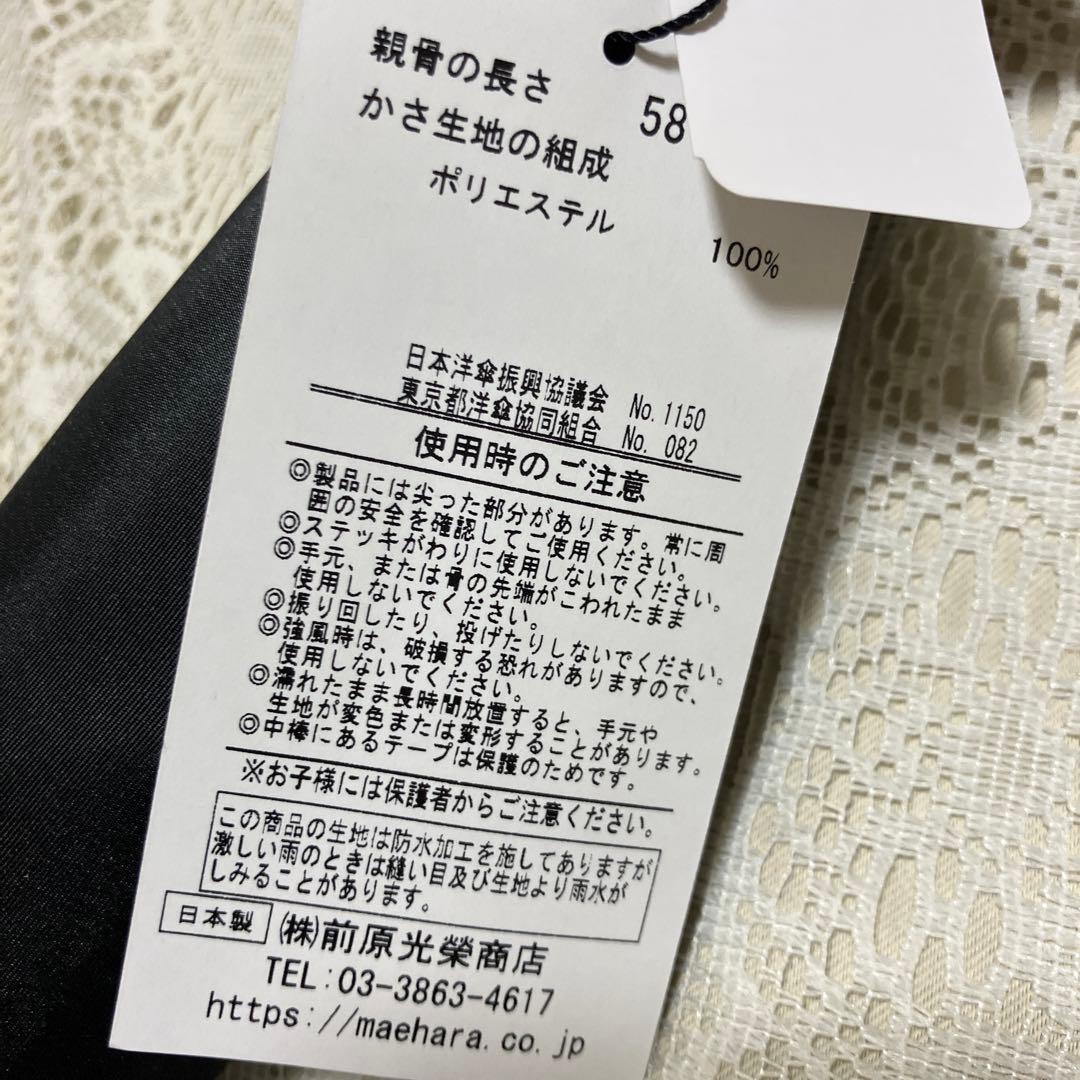 親骨の長さ 58
かさ生地の組成
ポリエステル
100%
日本洋傘振興協議会 No.1150
東京都洋傘協同組合 No. 082
使用時のご注意
◎製品には尖った部分があります。常に周
囲の安全を確認してご使用ください。
◎ステッキがわりに使用しないでください。
◎手元、または骨の先端がこわれたまま
使用しないでください。
◎振り回したり、投げたりしないでください。
◎強風時は、破損する恐れがありますので、
使用しないでください。
◎濡れたまま長時間放置すると、手元や
生地が変色または変形することがあります。
◎中棒にあるテープは保護のためです。
※お子様には保護者からご注意ください。
この商品の生地は防水加工を施してありますが
激しい雨のときは縫い目及び生地より雨水が
しみることがあります。
日本製 ㈱前原光榮商店
TEL:03-3863-4617
https://maehara.co.jp